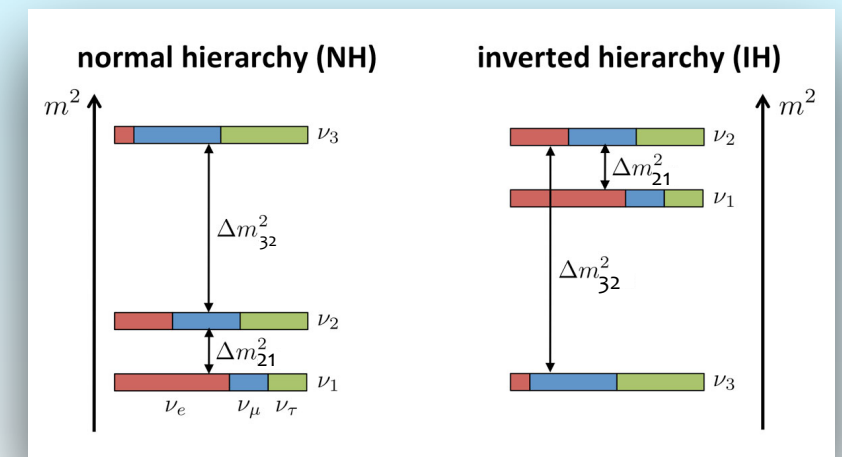 normal hierarchy (NH)
m²
ν₃
Δm²₃₂
ν₂
Δm²₂₁
ν₁
νₑ ν_μ ν_τ
inverted hierarchy (IH)
m²
ν₂
Δm²₂₁
ν₁
Δm²₃₂
ν₃